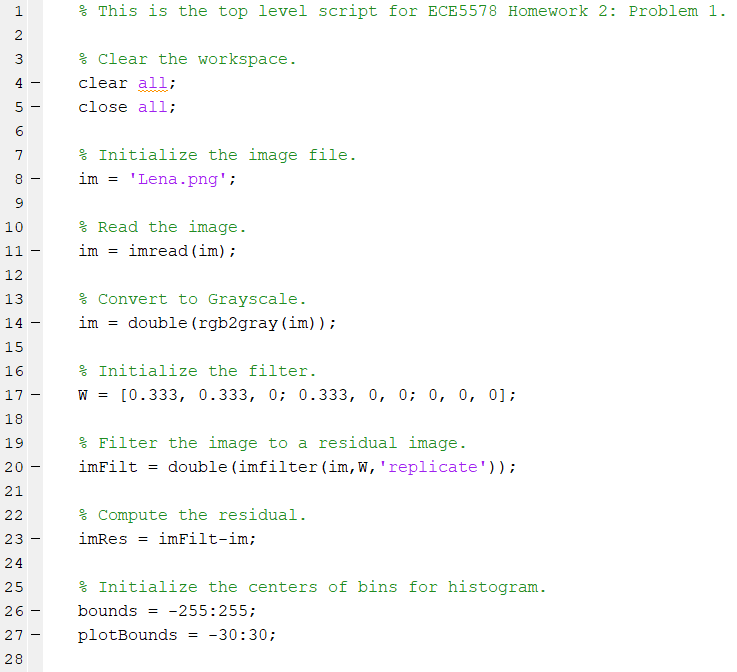 1 % This is the top level script for ECE5578 Homework 2: Problem 1.
2
3 % Clear the workspace.
4 – clear all;
5 – close all;
6
7 % Initialize the image file.
8 – im = 'Lena.png';
9
10 % Read the image.
11 – im = imread(im);
12
13 % Convert to Grayscale.
14 – im = double(rgb2gray(im));
15
16 % Initialize the filter.
17 – W = [0.333, 0.333, 0; 0.333, 0, 0; 0, 0, 0];
18
19 % Filter the image to a residual image.
20 – imFilt = double(imfilter(im,W,'replicate'));
21
22 % Compute the residual.
23 – imRes = imFilt-im;
24
25 % Initialize the centers of bins for histogram.
26 – bounds = -255:255;
27 – plotBounds = -30:30;
28